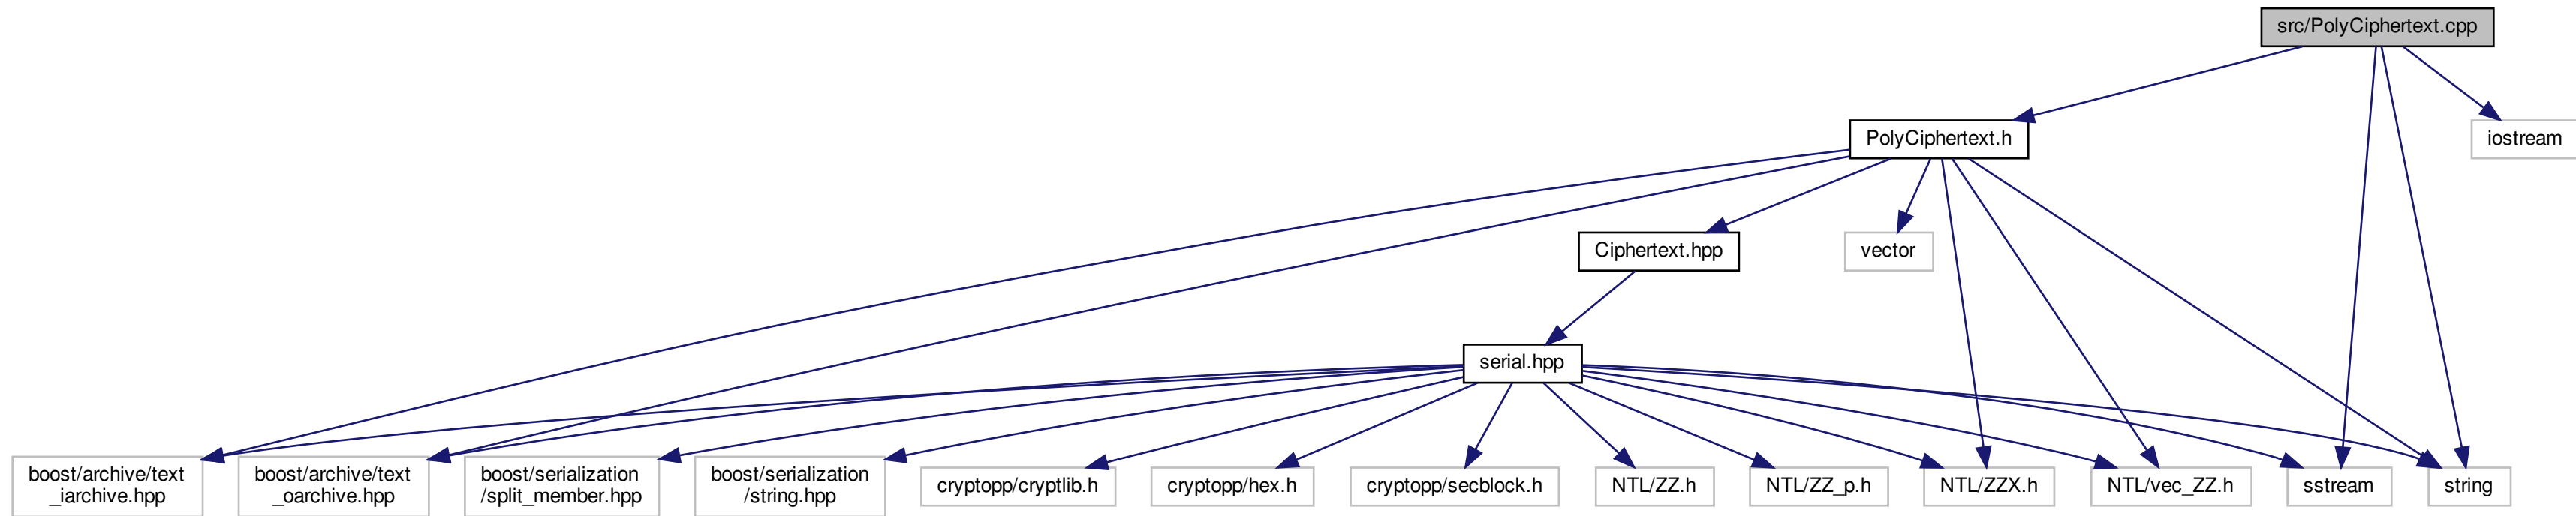 src/PolyCiphertext.cpp
PolyCiphertext.h
iostream
Ciphertext.hpp
vector
serial.hpp
boost/archive/text
_iarchive.hpp
boost/archive/text
_oarchive.hpp
boost/serialization
/split_member.hpp
boost/serialization
/string.hpp
cryptopp/cryptlib.h
cryptopp/hex.h
cryptopp/secblock.h
NTL/ZZ.h
NTL/ZZ_p.h
NTL/ZZX.h
NTL/vec_ZZ.h
sstream
string